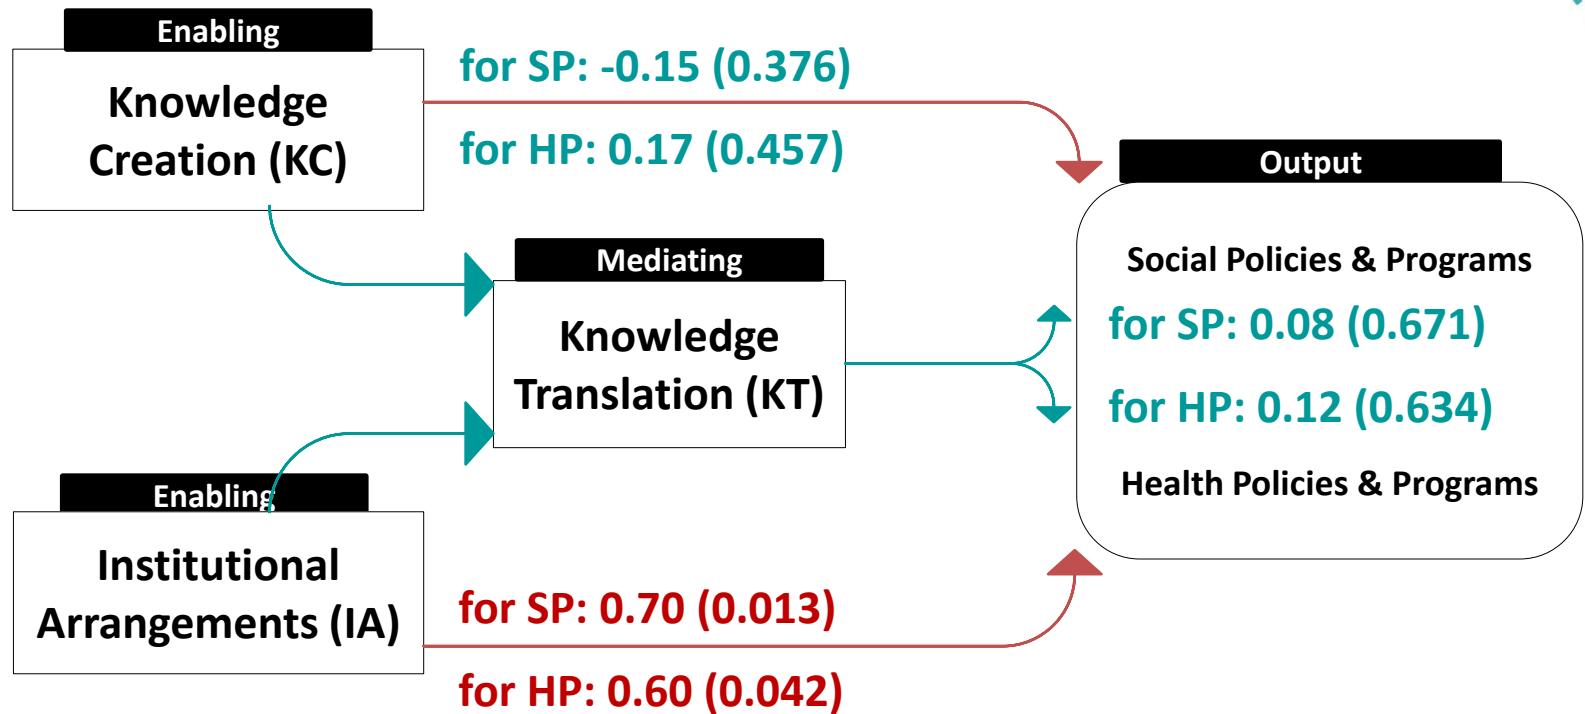 Enabling
Knowledge
Creation (KC)
for SP: -0.15 (0.376)
for HP: 0.17 (0.457)
Mediating
Knowledge
Translation (KT)
Output
Social Policies & Programs
for SP: 0.08 (0.671)
for HP: 0.12 (0.634)
Health Policies & Programs
Enabling
Institutional
Arrangements (IA)
for SP: 0.70 (0.013)
for HP: 0.60 (0.042)